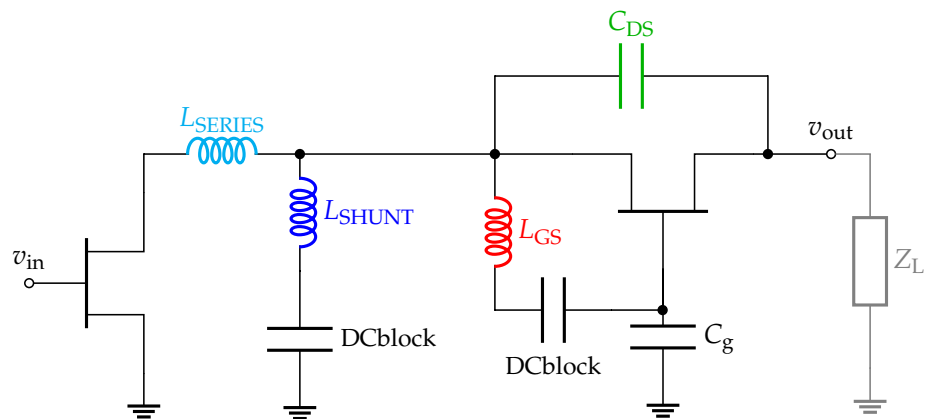 C_DS
L_SERIES
v_out
L_SHUNT
L_GS
v_in
Z_L
DCblock
C_g
DCblock